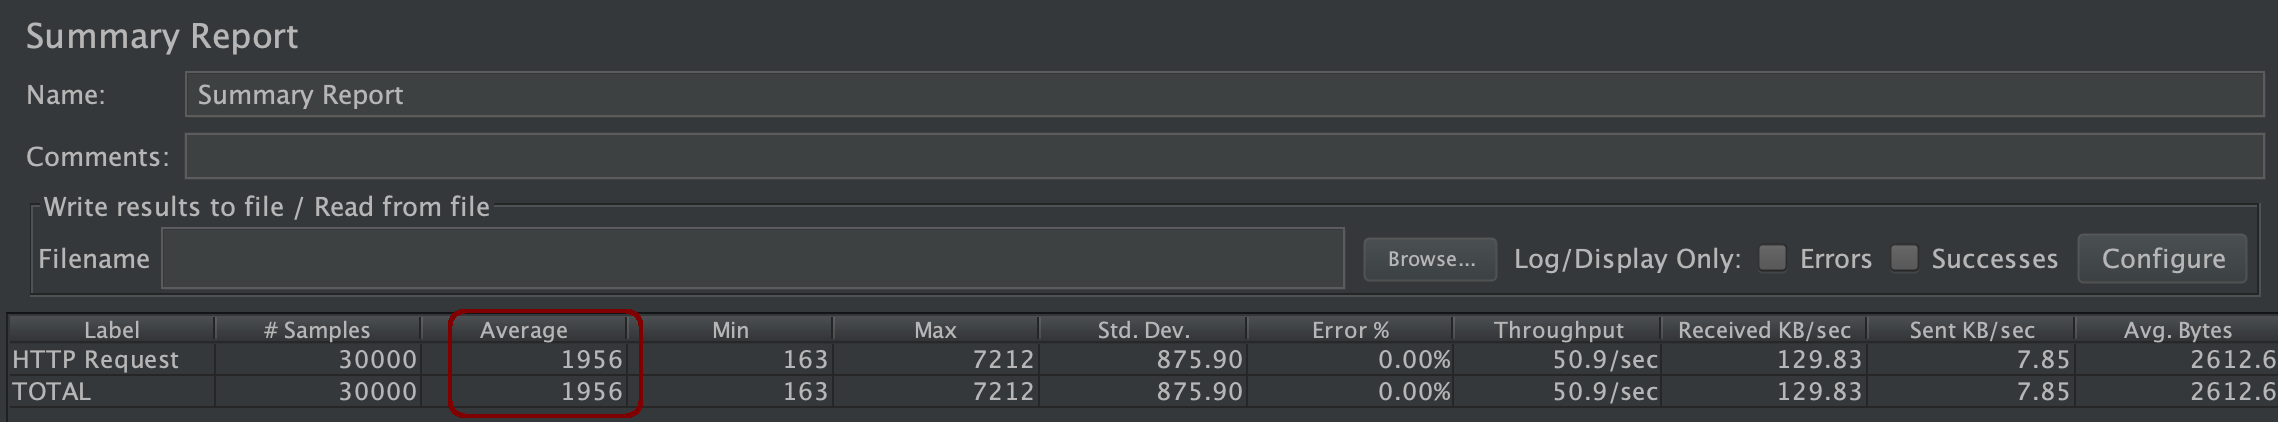 Summary Report
Name: Summary Report
Comments:
Write results to file / Read from file
Filename Browse... Log/Display Only: Errors Successes Configure
Label # Samples Average Min Max Std. Dev. Error % Throughput Received KB/sec Sent KB/sec Avg. Bytes
HTTP Request 30000 1956 163 7212 875.90 0.00% 50.9/sec 129.83 7.85 2612.6
TOTAL 30000 1956 163 7212 875.90 0.00% 50.9/sec 129.83 7.85 2612.6